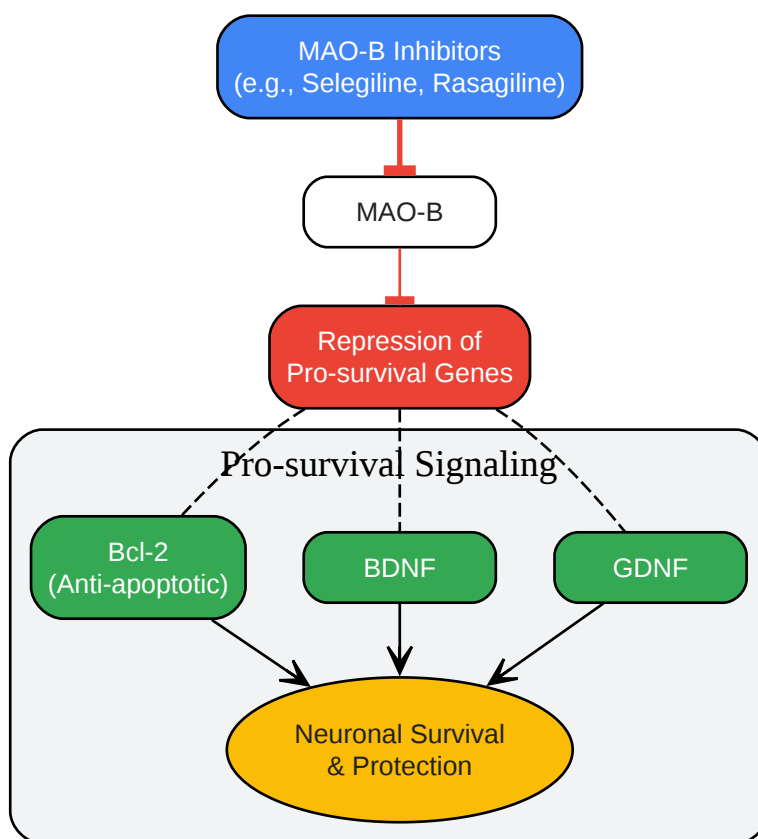 MAO-B Inhibitors
(e.g., Selegiline, Rasagiline)
MAO-B
Repression of
Pro-survival Genes
Pro-survival Signaling
Bcl-2
(Anti-apoptotic)
BDNF
GDNF
Neuronal Survival
& Protection